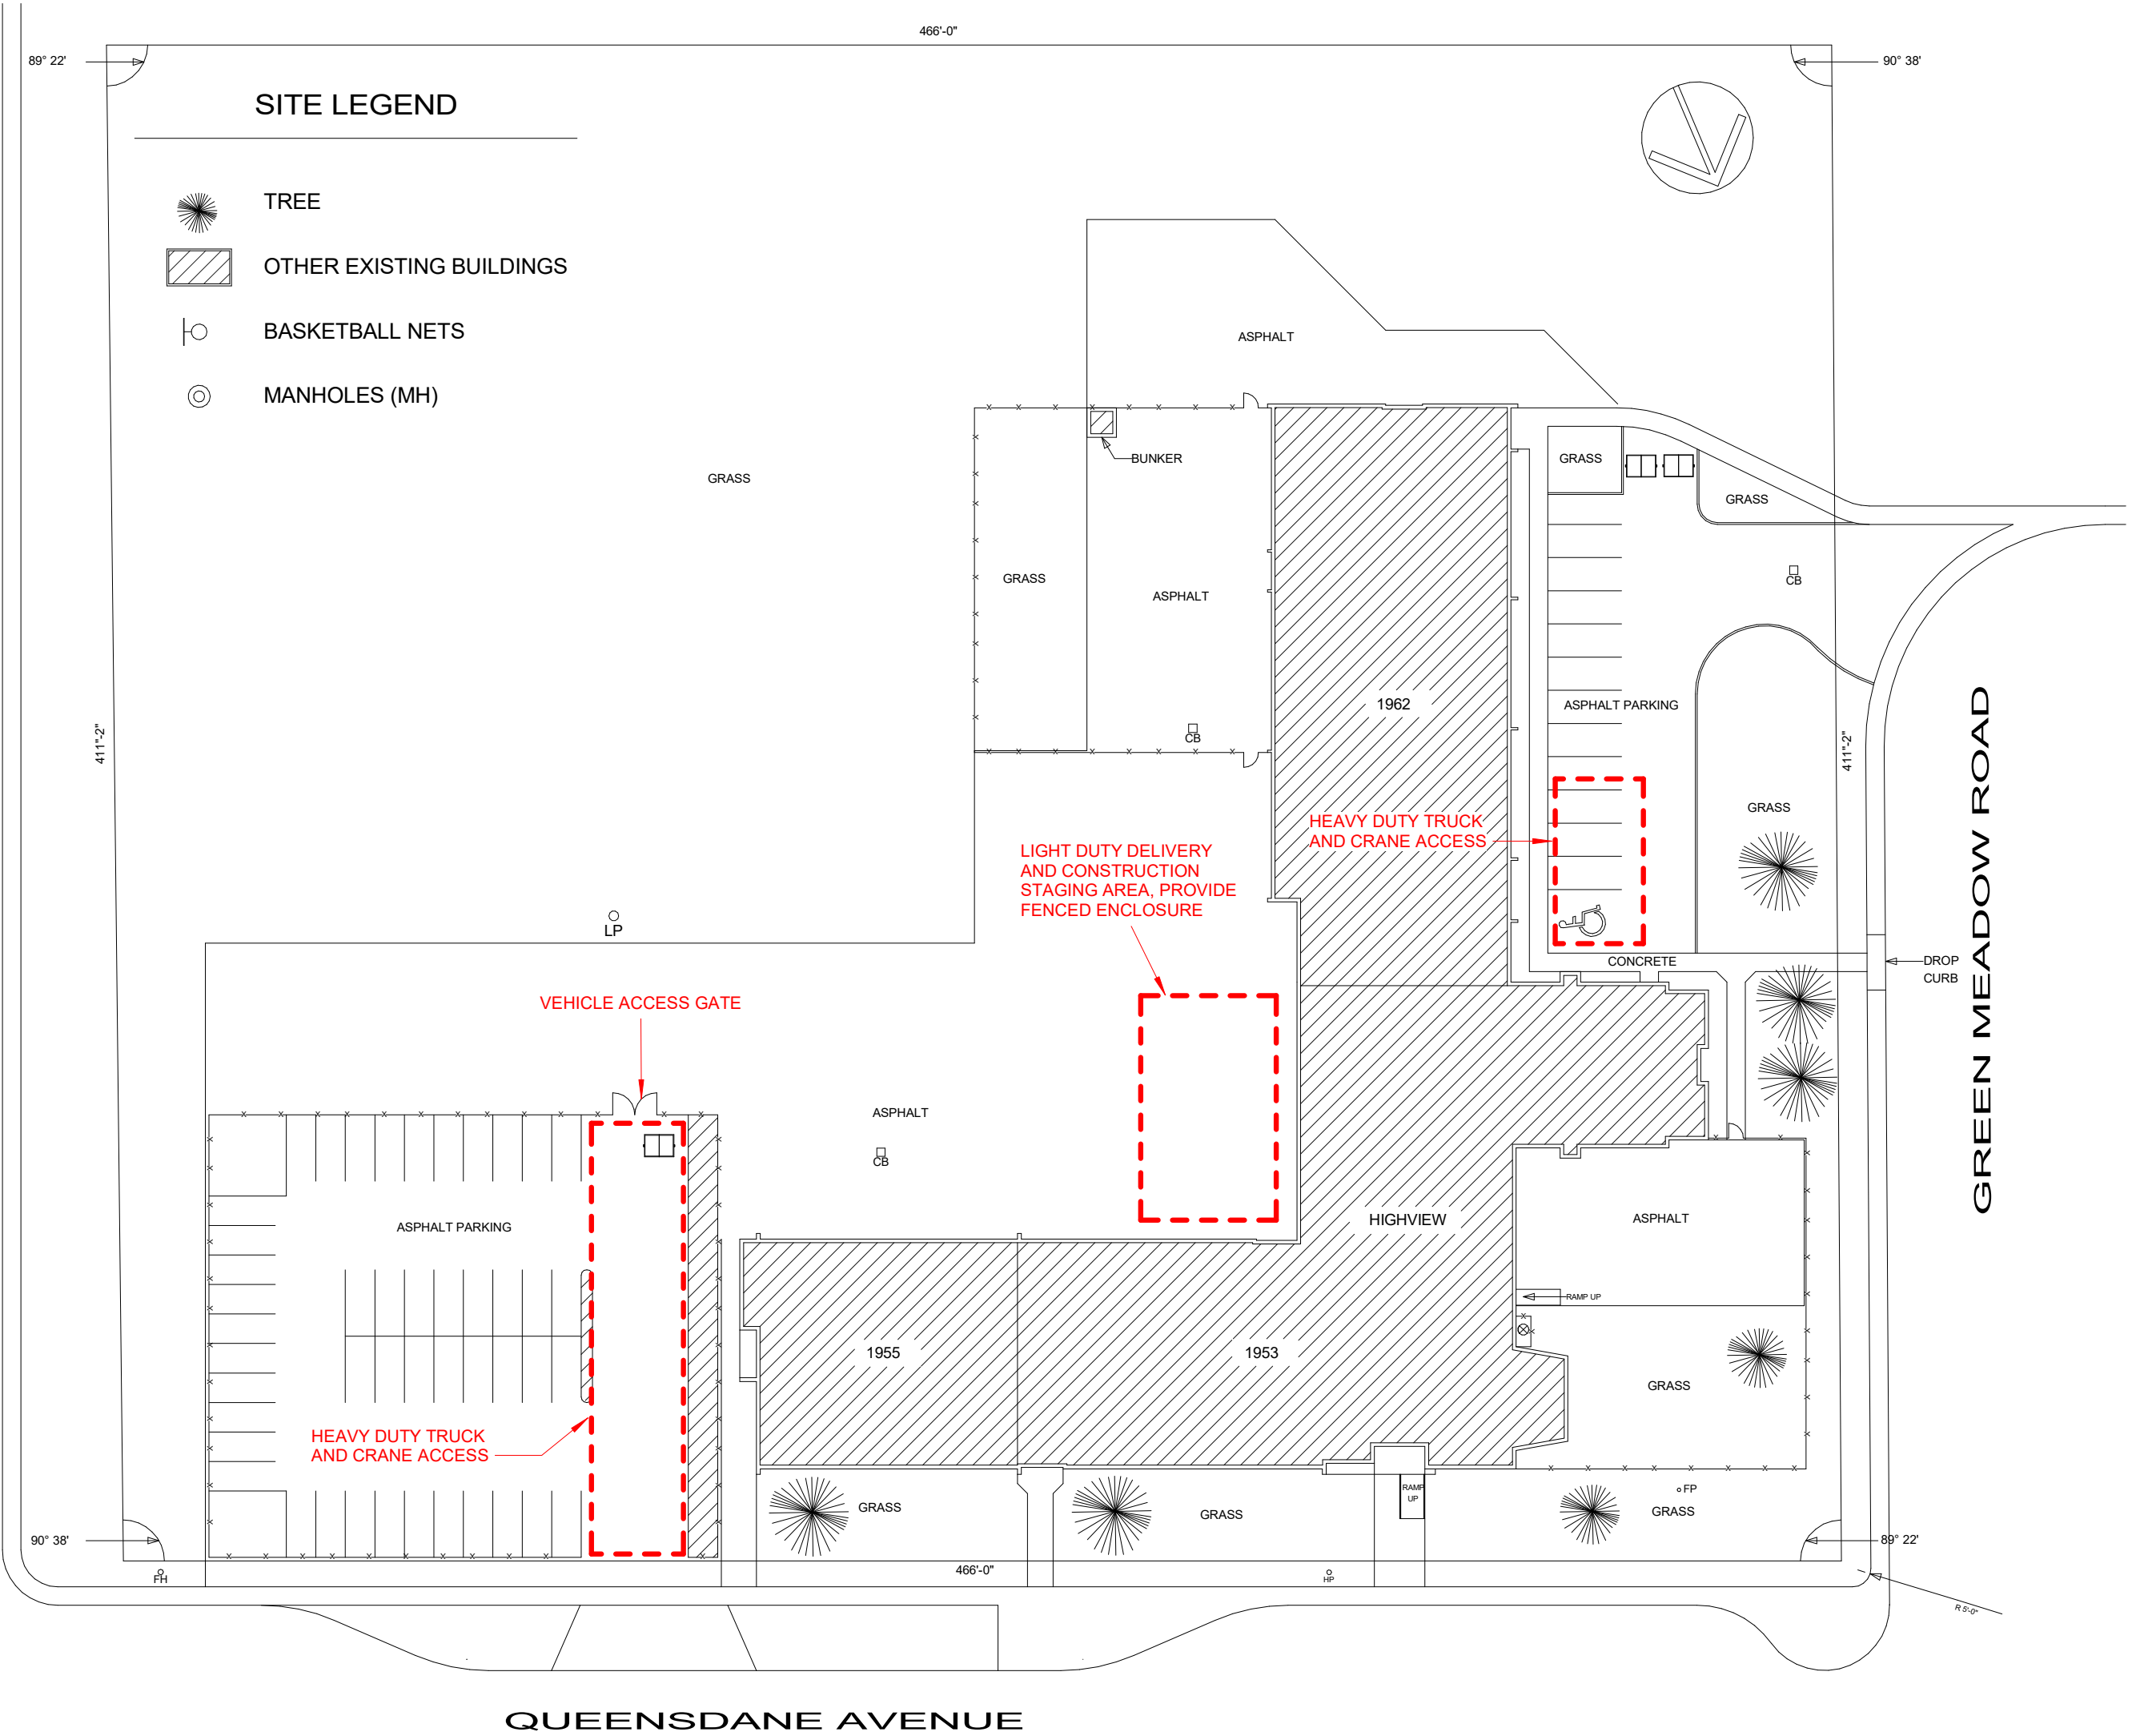 466'-0"
89° 22'
90° 38'
SITE LEGEND
TREE
OTHER EXISTING BUILDINGS
BASKETBALL NETS
MANHOLES (MH)
ASPHALT
BUNKER
GRASS
GRASS
GRASS
GRASS
ASPHALT
CB
1962
ASPHALT PARKING
411"-2"
411"-2"
CB
GREEN MEADOW ROAD
GRASS
HEAVY DUTY TRUCK
AND CRANE ACCESS
LIGHT DUTY DELIVERY
AND CONSTRUCTION
STAGING AREA, PROVIDE
FENCED ENCLOSURE
LP
CONCRETE
DROP
CURB
VEHICLE ACCESS GATE
ASPHALT
CB
ASPHALT PARKING
HIGHVIEW
ASPHALT
RAMP UP
1955
1953
GRASS
HEAVY DUTY TRUCK
AND CRANE ACCESS
GRASS
GRASS
RAMP
UP
FP
GRASS
90° 38'
89° 22'
FH
466'-0"
HP
R 5'-0"
QUEENSDANE AVENUE